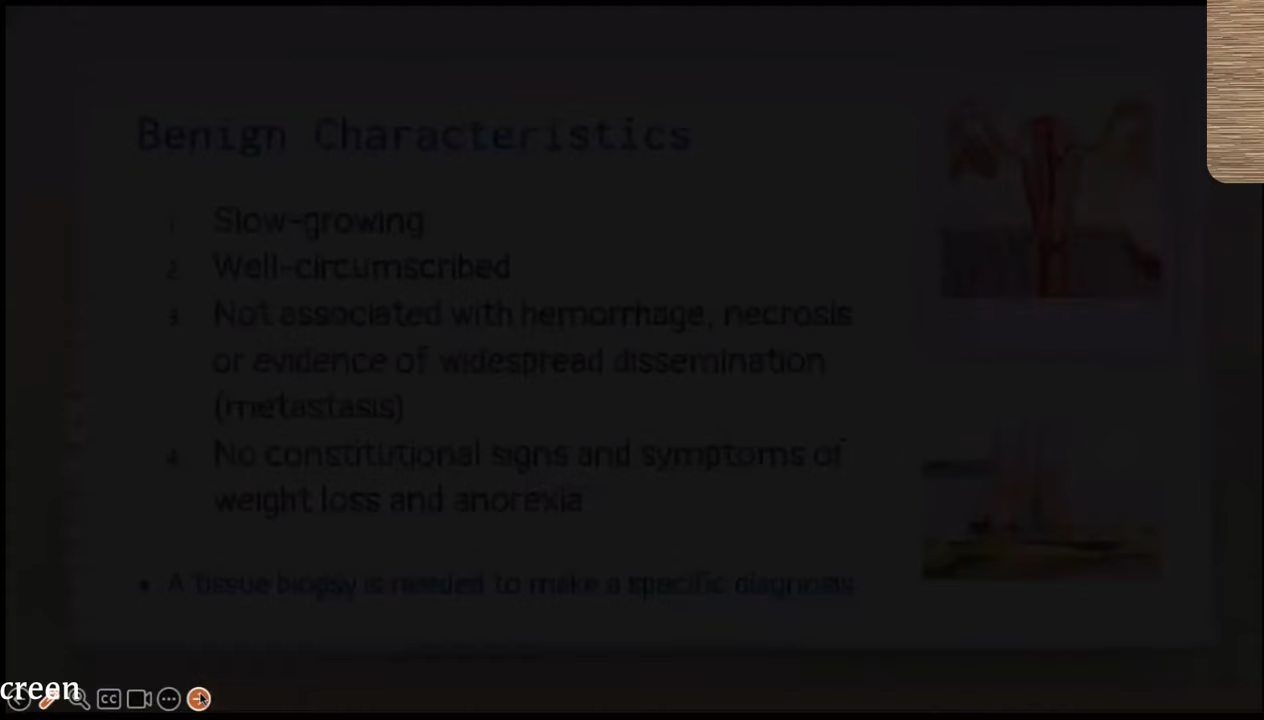 Benign Characteristics
1. Slow-growing
2. Well-circumscribed
3. Not associated with hemorrhage, necrosis
or evidence of widespread dissemination
(metastasis)
4. No constitutional signs and symptoms of
weight loss and anorexia
• A tissue biopsy is needed to make a specific diagnosis
creen
CC